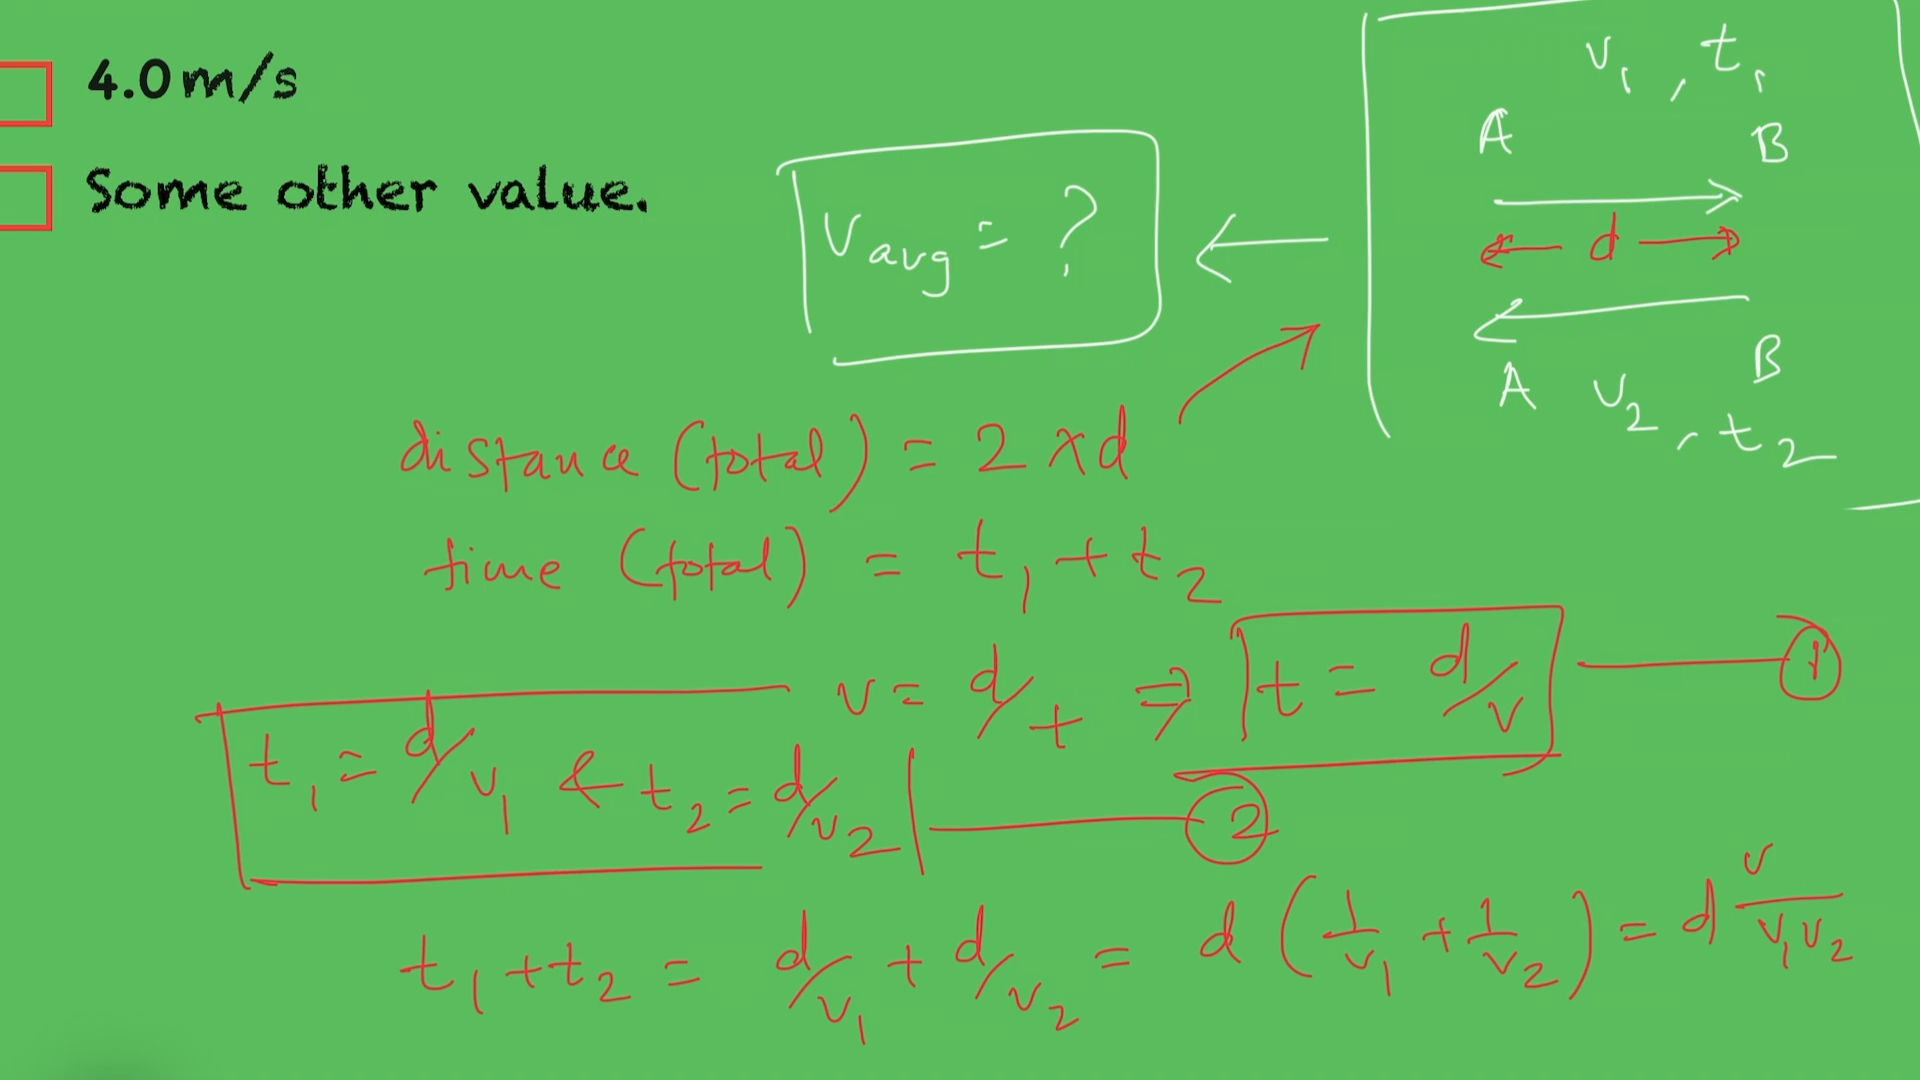 4.0 m/s
Some other value.
v₁, t₁
A B
v avg = ?
d
A B
v₂, t₂
distance (total) = 2 × d
time (total) = t₁ + t₂
v = d/t ⇒ t = d/v — 1
t₁ = d/v₁ & t₂ = d/v₂ — 2
t₁ + t₂ = d/v₁ + d/v₂ = d (1/v₁ + 1/v₂) = d v/v₁v₂